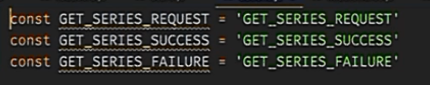 const GET_SERIES_REQUEST = 'GET_SERIES_REQUEST'
const GET_SERIES_SUCCESS = 'GET_SERIES_SUCCESS'
const GET_SERIES_FAILURE = 'GET_SERIES_FAILURE'